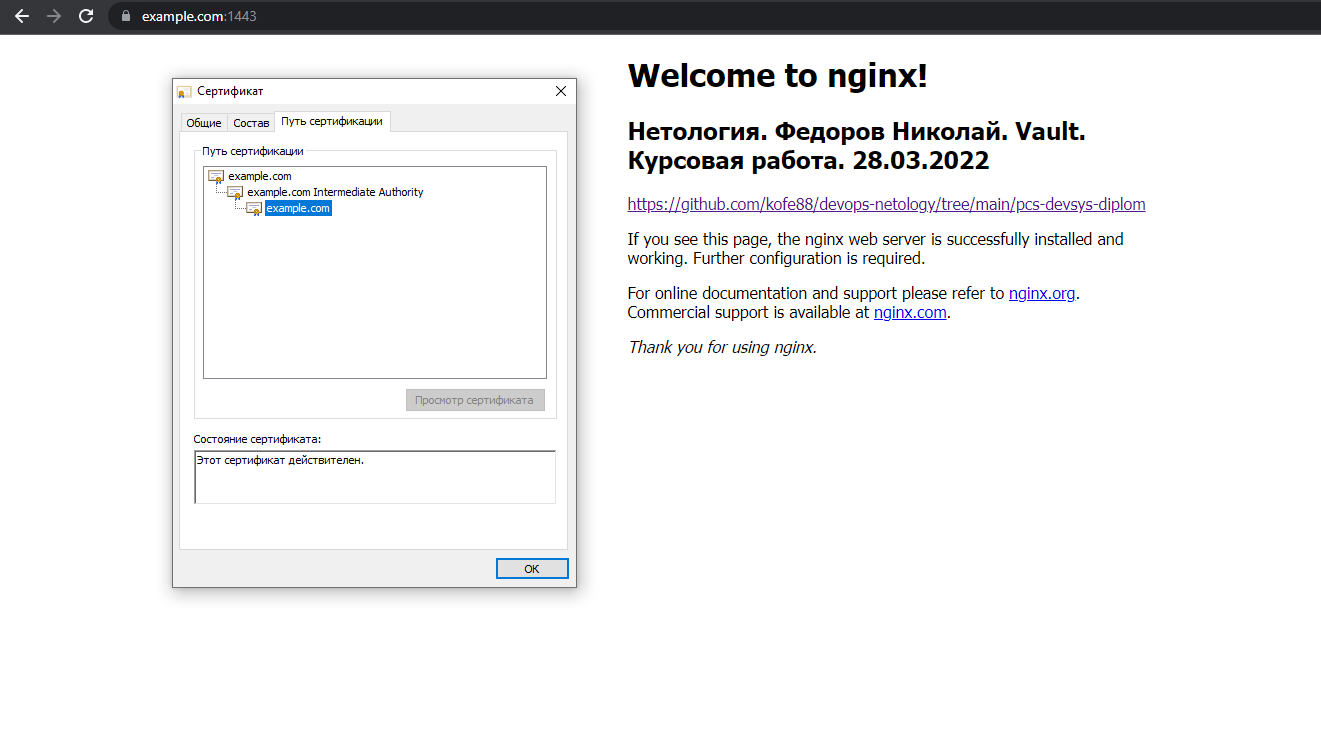 example.com:1443
Сертификат
Общие
Состав
Путь сертификации
Путь сертификации
example.com
example.com Intermediate Authority
example.com
Просмотр сертификата
Состояние сертификата:
Этот сертификат действителен.
OK
Welcome to nginx!
Нетология. Федоров Николай. Vault.
Курсовая работа. 28.03.2022
https://github.com/kofe88/devops-netology/tree/main/pcs-devsys-diplom
If you see this page, the nginx web server is successfully installed and
working. Further configuration is required.
For online documentation and support please refer to nginx.org.
Commercial support is available at nginx.com.
Thank you for using nginx.